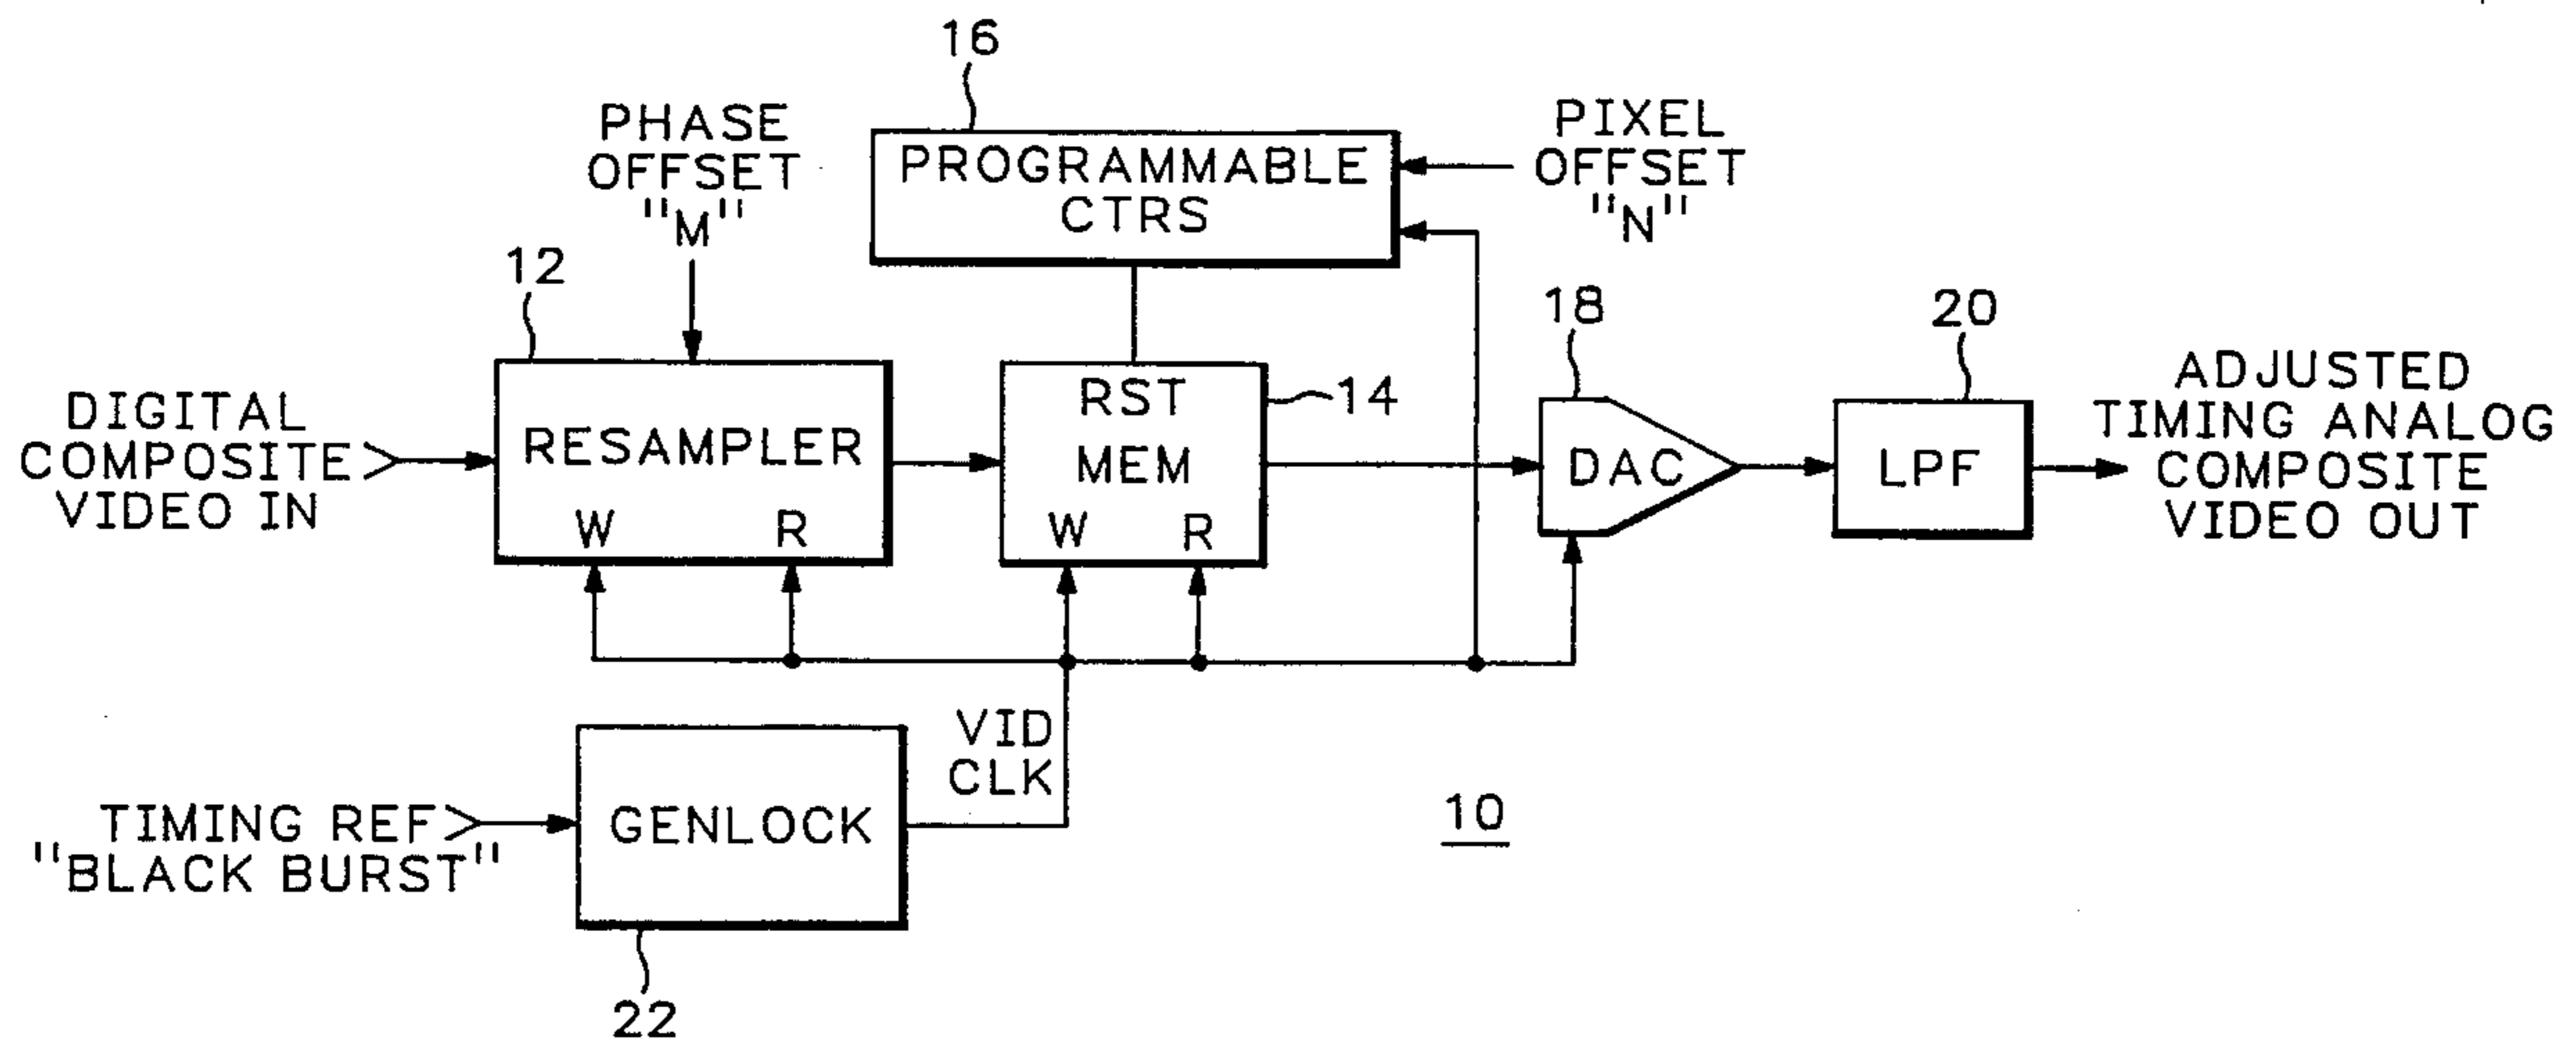 16
PHASE
OFFSET
"M"
PROGRAMMABLE
CTRS
PIXEL
OFFSET
"N"
12
18
20
DIGITAL
COMPOSITE
VIDEO IN
RESAMPLER
W R
RST
MEM
W R
14
DAC
LPF
ADJUSTED
TIMING ANALOG
COMPOSITE
VIDEO OUT
VID
CLK
TIMING REF
"BLACK BURST"
GENLOCK
10
22